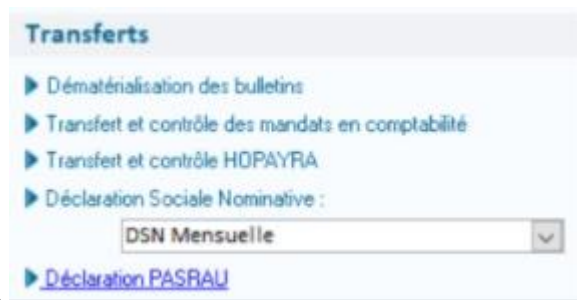 Transferts
Dématérialisation des bulletins
Transfert et contrôle des mandats en comptabilité
Transfert et contrôle HOPAYRA
Déclaration Sociale Nominative :
DSN Mensuelle
Déclaration PASRAU